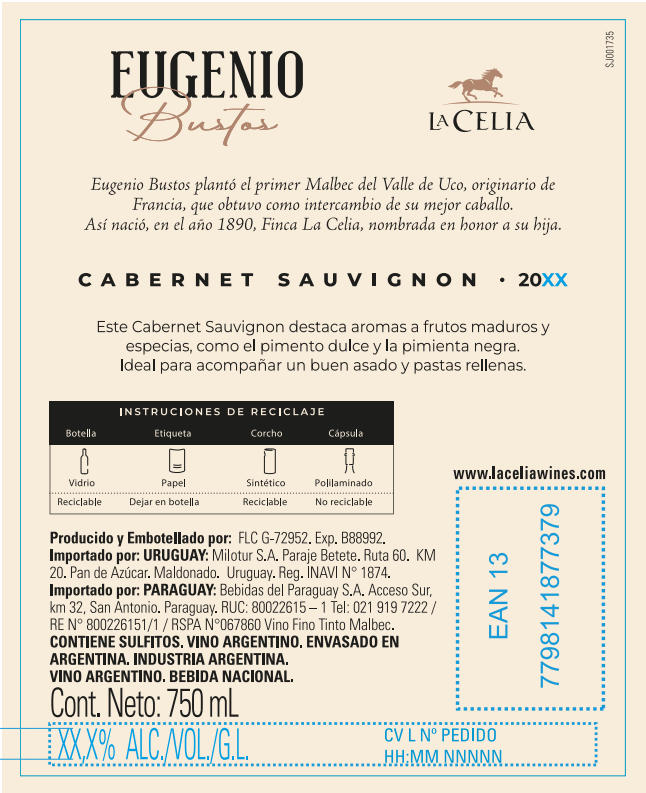 SJ001735
EUGENIO
Bustos
LA CELIA
Eugenio Bustos plantó el primer Malbec del Valle de Uco, originario de
Francia, que obtuvo como intercambio de su mejor caballo.
Así nació, en el año 1890, Finca La Celia, nombrada en honor a su hija.
CABERNET SAUVIGNON · 20XX
Este Cabernet Sauvignon destaca aromas a frutos maduros y
especias, como el pimento dulce y la pimienta negra.
Ideal para acompañar un buen asado y pastas rellenas.
INSTRUCIONES DE RECICLAJE
Botella Etiqueta Corcho Cápsula
Vidrio Papel Sintético Polilaminado
Reciclable Dejar en botella Reciclable No reciclable
www.laceliawines.com
EAN 13
7798141877379
Producido y Embotellado por: FLC G-72952. Exp. B88992.
Importado por: URUGUAY: Milotur S.A. Paraje Betete. Ruta 60. KM
20. Pan de Azúcar. Maldonado. Uruguay. Reg. INAVI N° 1874.
Importado por: PARAGUAY: Bebidas del Paraguay S.A. Acceso Sur,
km 32, San Antonio. Paraguay. RUC: 80022615 – 1 Tel: 021 919 7222 /
RE N° 800226151/1 / RSPA N°067860 Vino Fino Tinto Malbec.
CONTIENE SULFITOS. VINO ARGENTINO. ENVASADO EN
ARGENTINA. INDUSTRIA ARGENTINA.
VINO ARGENTINO. BEBIDA NACIONAL.
Cont. Neto: 750 mL
XX,X% ALC./VOL./G.L.
CV L Nº PEDIDO
HH:MM NNNNN